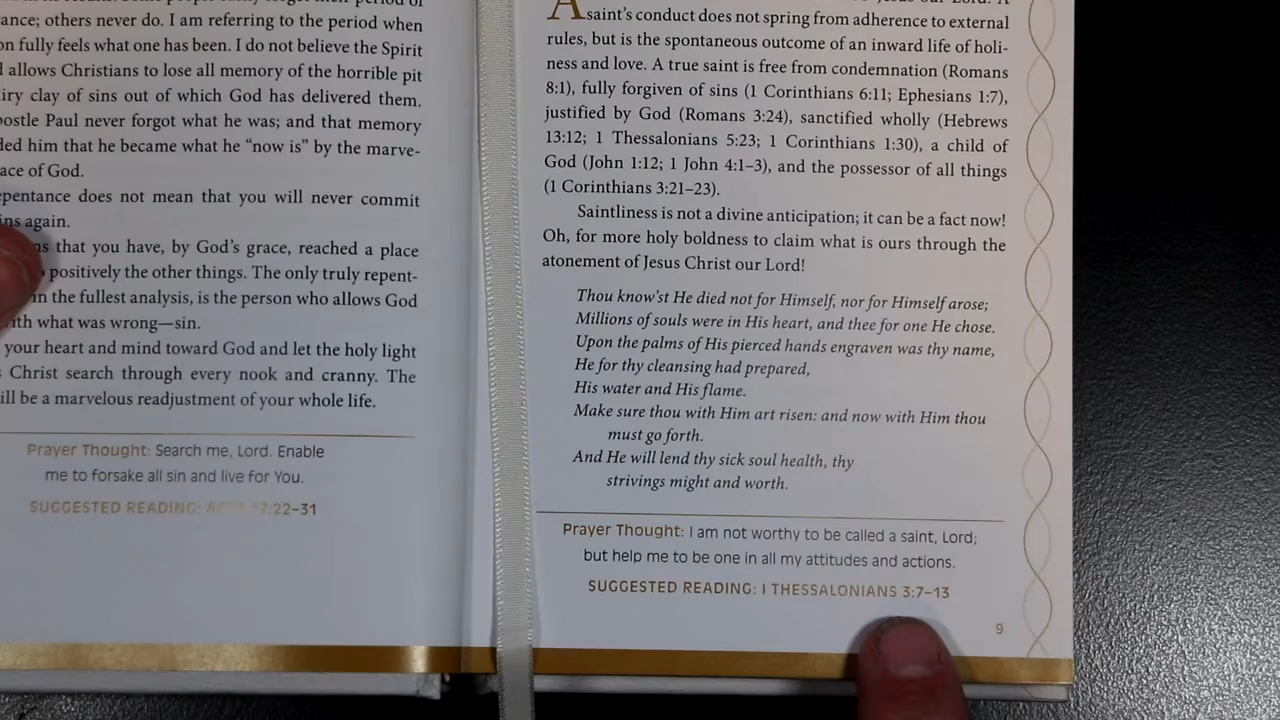 ance; others never do. I am referring to the period when
on fully feels what one has been. I do not believe the Spirit
allows Christians to lose all memory of the horrible pit
iry clay of sins out of which God has delivered them.
ostle Paul never forgot what he was; and that memory
ded him that he became what he “now is” by the marve-
ace of God.
epentance does not mean that you will never commit
ins again.
ns that you have, by God’s grace, reached a place
positively the other things. The only truly repent-
in the fullest analysis, is the person who allows God
ith what was wrong—sin.
your heart and mind toward God and let the holy light
Christ search through every nook and cranny. The
ill be a marvelous readjustment of your whole life.
Prayer Thought: Search me, Lord. Enable
me to forsake all sin and live for You.
SUGGESTED READING: ACTS 17:22–31
A saint’s conduct does not spring from adherence to external
rules, but is the spontaneous outcome of an inward life of holi-
ness and love. A true saint is free from condemnation (Romans
8:1), fully forgiven of sins (1 Corinthians 6:11; Ephesians 1:7),
justified by God (Romans 3:24), sanctified wholly (Hebrews
13:12; 1 Thessalonians 5:23; 1 Corinthians 1:30), a child of
God (John 1:12; 1 John 4:1–3), and the possessor of all things
(1 Corinthians 3:21–23).
Saintliness is not a divine anticipation; it can be a fact now!
Oh, for more holy boldness to claim what is ours through the
atonement of Jesus Christ our Lord!
Thou know’st He died not for Himself, nor for Himself arose;
Millions of souls were in His heart, and thee for one He chose.
Upon the palms of His pierced hands engraven was thy name,
He for thy cleansing had prepared,
His water and His flame.
Make sure thou with Him art risen: and now with Him thou
must go forth.
And He will lend thy sick soul health, thy
strivings might and worth.
Prayer Thought: I am not worthy to be called a saint, Lord;
but help me to be one in all my attitudes and actions.
SUGGESTED READING: I THESSALONIANS 3:7–13
9